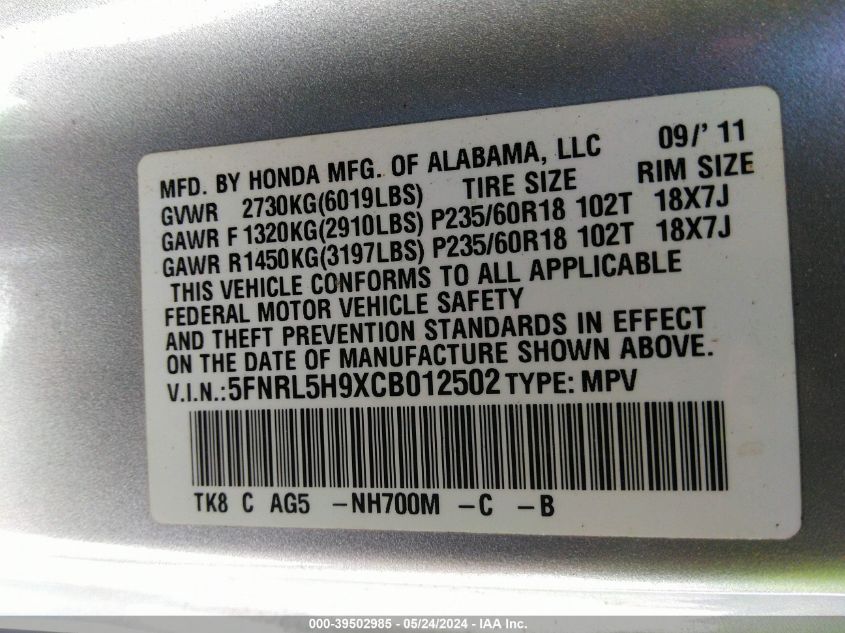 MFD. BY HONDA MFG. OF ALABAMA, LLC 09/' 11
GVWR 2730KG(6019LBS) TIRE SIZE RIM SIZE
GAWR F1320KG(2910LBS) P235/60R18 102T 18X7J
GAWR R1450KG(3197LBS) P235/60R18 102T 18X7J
THIS VEHICLE CONFORMS TO ALL APPLICABLE
FEDERAL MOTOR VEHICLE SAFETY
AND THEFT PREVENTION STANDARDS IN EFFECT
ON THE DATE OF MANUFACTURE SHOWN ABOVE.
V.I.N.:5FNRL5H9XCB012502 TYPE: MPV
TK8 C AG5 -NH700M -C -B
000-39502985 - 05/24/2024 - IAA Inc.